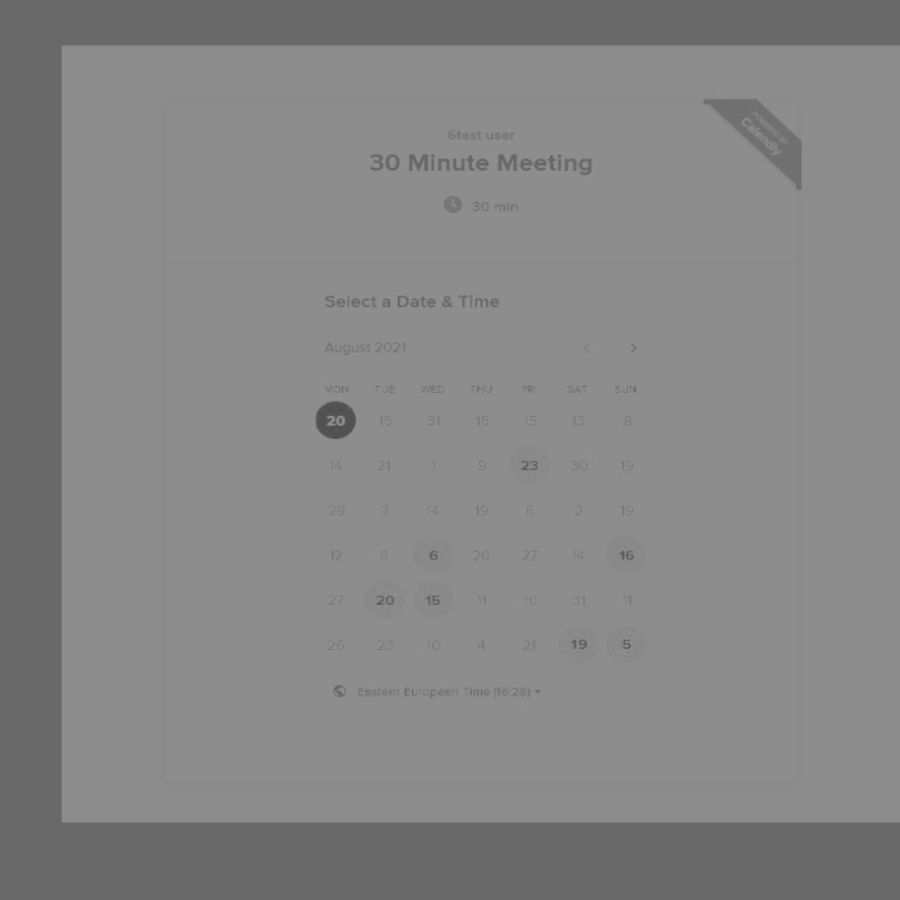 POWERED BY
Calendly
6test user
30 Minute Meeting
30 min
Select a Date & Time
August 2021
MON TUE WED THU FRI SAT SUN
20 15 31 16 15 13 8
14 21 1 9 23 30 19
29 3 14 19 6 2 19
12 6 6 20 27 14 16
27 20 15 11 10 31 11
26 23 10 4 21 19 5
Eastern European Time (16:28)